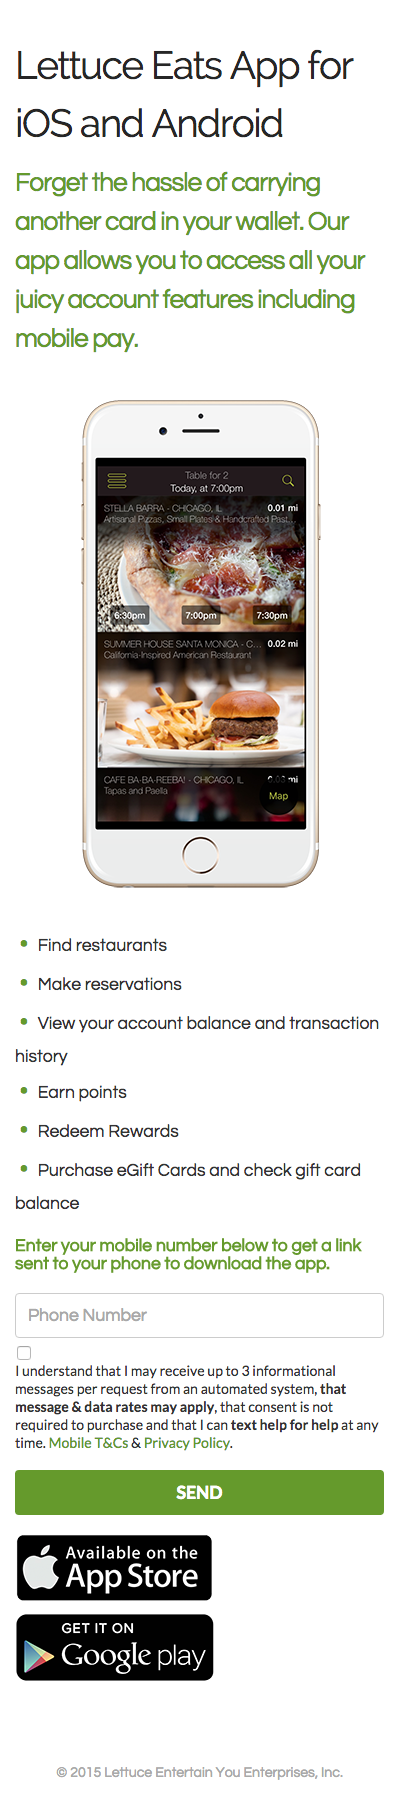 Lettuce Eats App for
iOS and Android
Forget the hassle of carrying
another card in your wallet. Our
app allows you to access all your
juicy account features including
mobile pay.
Table for 2
Today, at 7:00pm
STELLA BARRA - CHICAGO, IL 0.01 mi
Artisanal Pizzas, Small Plates & Handcrafted Past...
6:30pm 7:00pm 7:30pm
SUMMER HOUSE SANTA MONICA - C... 0.02 mi
California-Inspired American Restaurant
CAFE BA-BA-REEBA! - CHICAGO, IL 0.03 mi
Tapas and Paella
Map
• Find restaurants
• Make reservations
• View your account balance and transaction
history
• Earn points
• Redeem Rewards
• Purchase eGift Cards and check gift card
balance
Enter your mobile number below to get a link
sent to your phone to download the app.
Phone Number
I understand that I may receive up to 3 informational
messages per request from an automated system, that
message & data rates may apply, that consent is not
required to purchase and that I can text help for help at any
time. Mobile T&Cs & Privacy Policy.
SEND
Available on the
App Store
GET IT ON
Google play
© 2015 Lettuce Entertain You Enterprises, Inc.